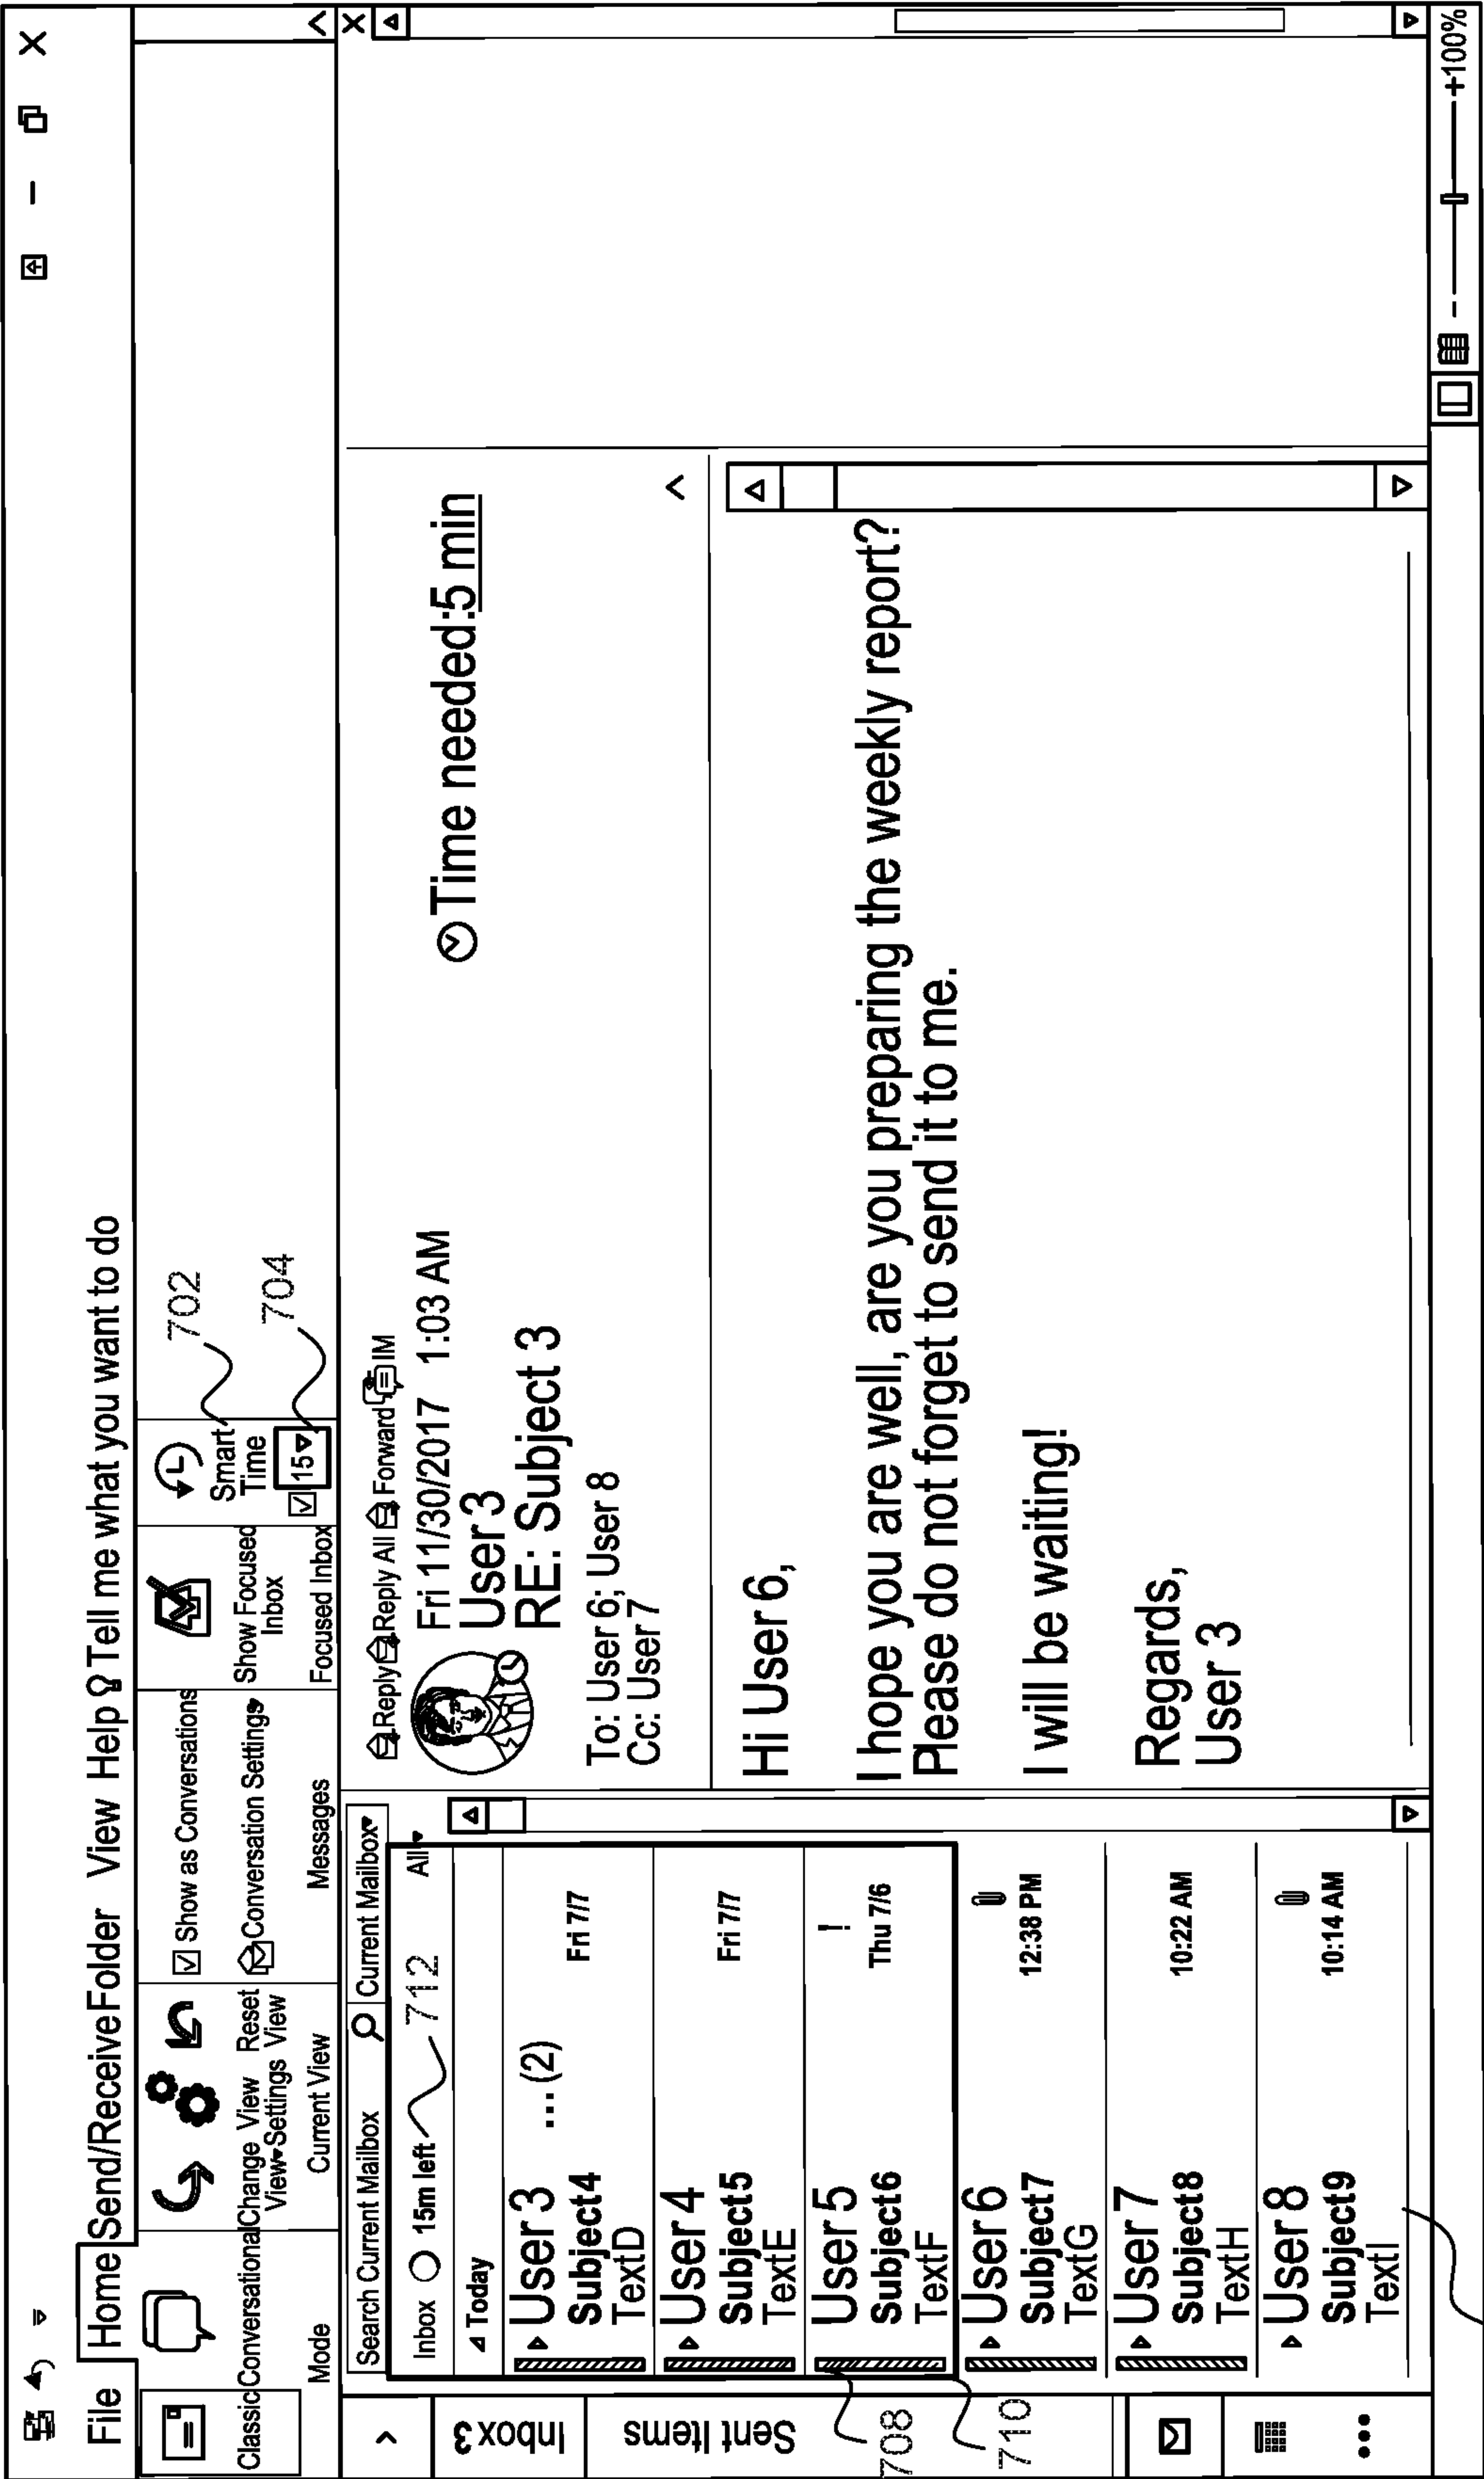 File Home Send/Receive Folder View Help Tell me what you want to do
Classic Conversational
Mode
Change View Reset
View Settings View
Current View
Show as Conversations
Conversation Settings
Messages
Show Focused
Inbox
Focused Inbox
Smart
Time
15
702
704
Inbox 3
Sent Items
Search Current Mailbox Current Mailbox
Inbox 15m left 712 All
Today
User 3 ...(2)
Subject4 Fri 7/7
TextD
User 4
Subject5 Fri 7/7
TextE
User 5 !
Subject6 Thu 7/6
TextF
User 6
Subject7 12:38 PM
TextG
User 7
Subject8 10:22 AM
TextH
User 8
Subject9 10:14 AM
TextI
708
710
Reply Reply All Forward IM
Fri 11/30/2017 1:03 AM
User 3
RE: Subject 3
Time needed:5 min
To: User 6; User 8
Cc: User 7
Hi User 6,
I hope you are well, are you preparing the weekly report?
Please do not forget to send it to me.
I will be waiting!
Regards,
User 3
- +100%